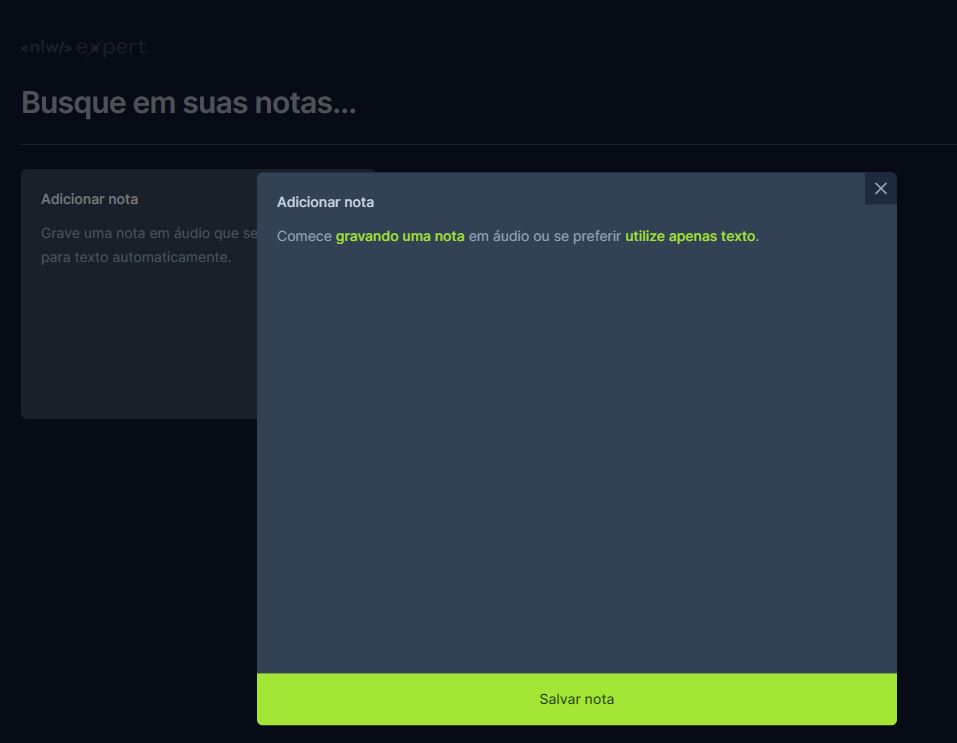 <nlw/> expert
Busque em suas notas...
Adicionar nota
Grave uma nota em áudio que se
para texto automaticamente.
Adicionar nota
Comece gravando uma nota em áudio ou se preferir utilize apenas texto.
Salvar nota